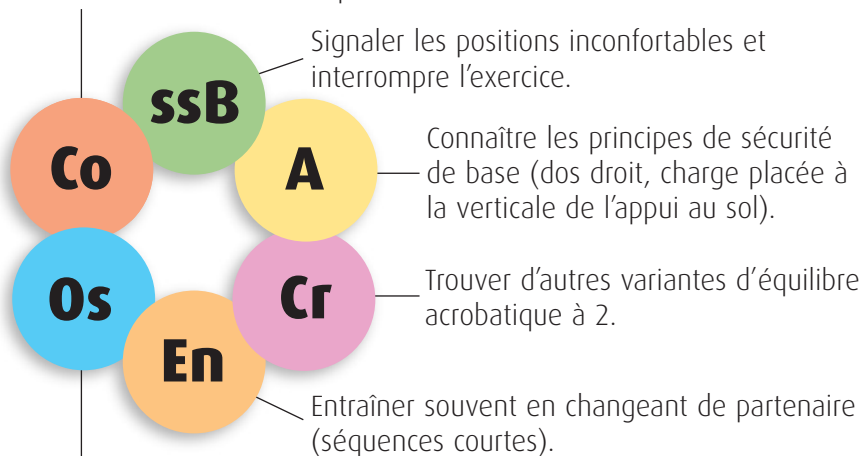 ssB
Signaler les positions inconfortables et
interrompre l’exercice.
Co
A
Connaître les principes de sécurité
de base (dos droit, charge placée à
la verticale de l’appui au sol).
Os
Cr
Trouver d’autres variantes d’équilibre
acrobatique à 2.
En
Entraîner souvent en changeant de partenaire
(séquences courtes).